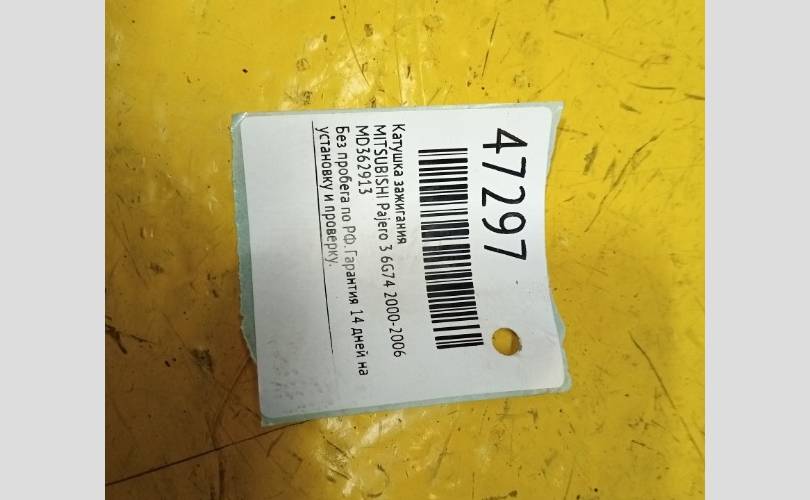 47297
Катушка зажигания
MITSUBISHI Pajero 3 6G74 2000-2006
MD362913
Без пробега по РФ. Гарантия 14 дней на
установку и проверку.